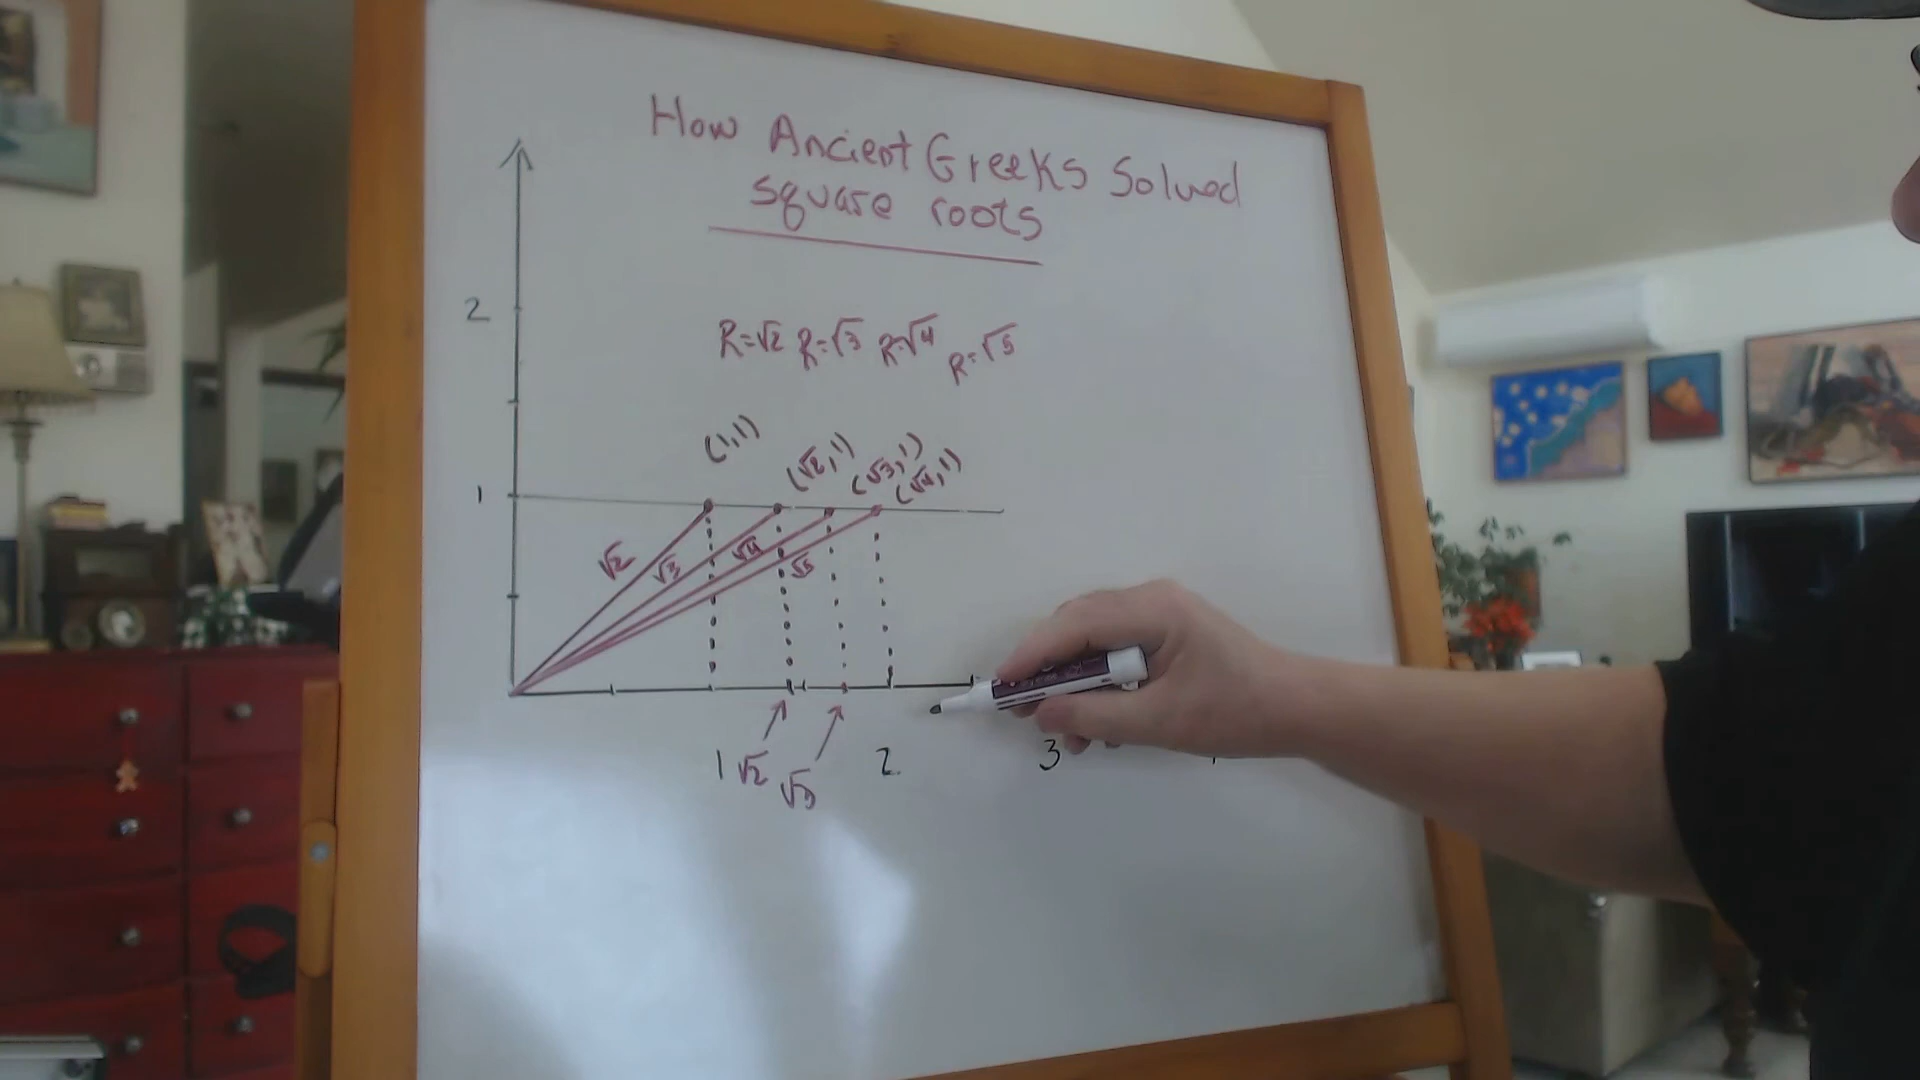 How Ancient Greeks Solved
square roots
2
R=√2 R=√3 R=√4 R=√5
(1,1)
(√2,1) (√3,1)
(√4,1)
1
√2 √3 √4 √5
1 √2 √3 2 3